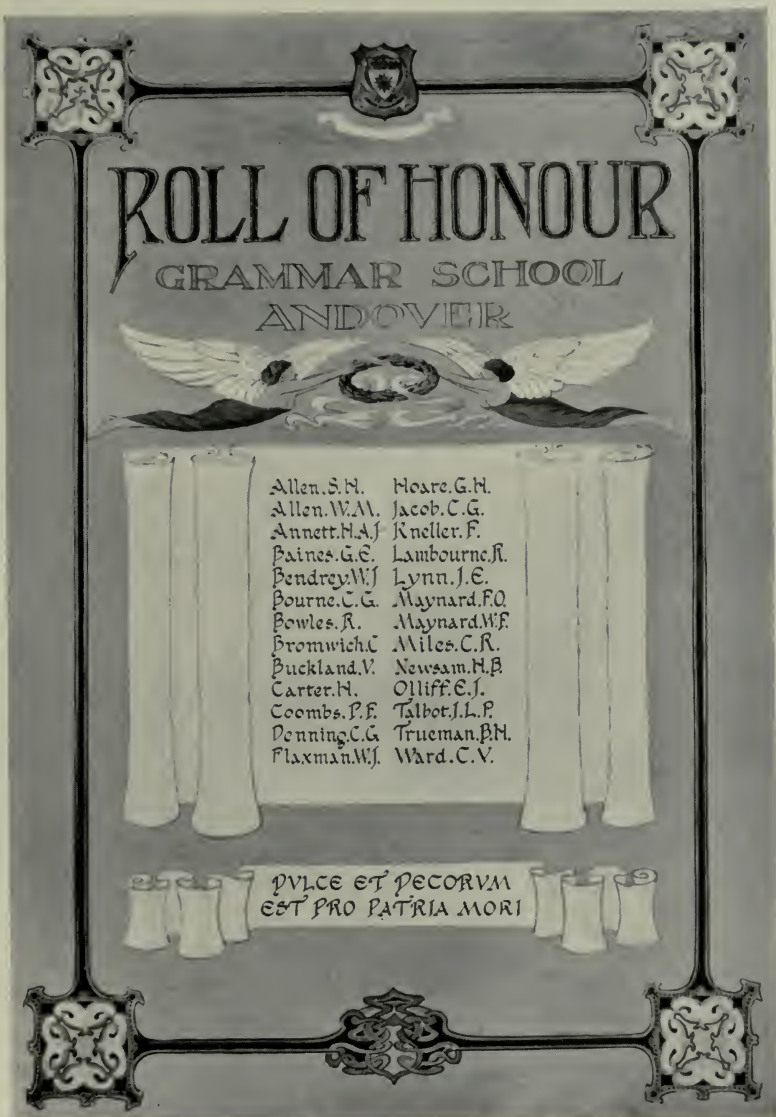 ROLL OF HONOUR
GRAMMAR SCHOOL
ANDOVER
Allen.S.H.
Allen.W.M.
Annett.H.A.J
Baines.G.E.
Bendrey.W.J
Bourne.C.G.
Bowles.R.
Bromwich.C
Buckland.V.
Carter.H.
Coombs.P.F.
Denning.C.G
Flaxman.W.J.
Hoare.G.H.
Jacob.C.G.
Kneller.F.
Lambourne.R.
Lynn.J.E.
Maynard.F.O.
Maynard.W.F.
Miles.C.R.
Newsam.H.B.
Olliff.E.J.
Talbot.J.L.P.
Trueman.B.H.
Ward.C.V.
DVLCE ET DECORVM
EST PRO PATRIA MORI